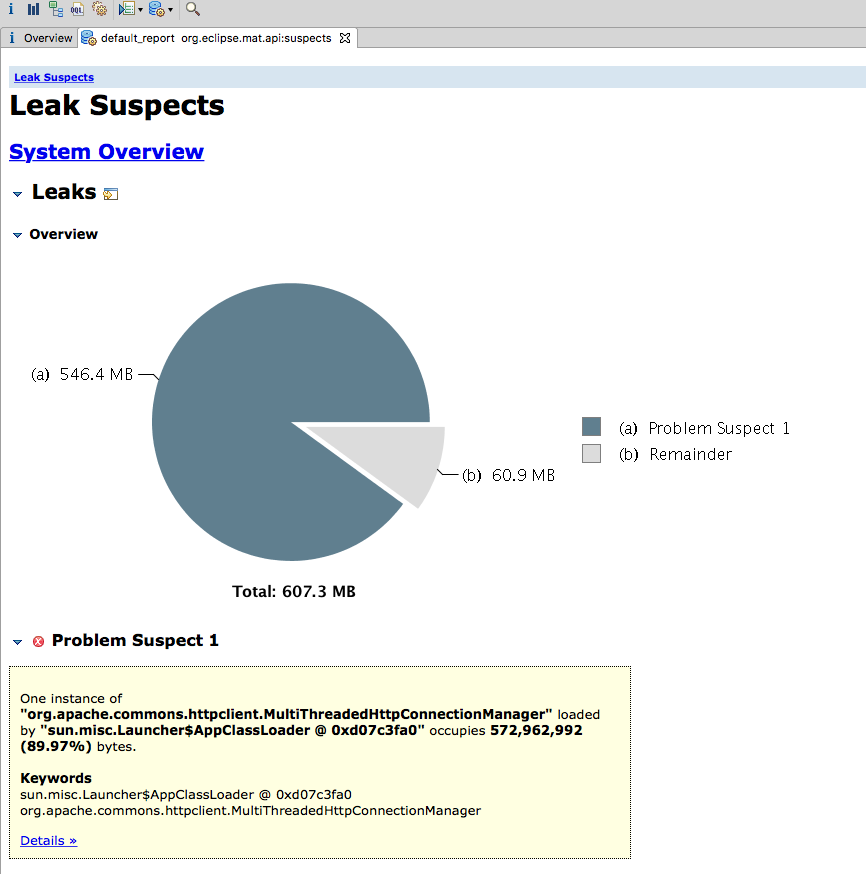 Overview
default_report org.eclipse.mat.api:suspects
Leak Suspects
Leak Suspects
System Overview
Leaks
Overview
(a) 546.4 MB
(a) Problem Suspect 1
(b) Remainder
(b) 60.9 MB
Total: 607.3 MB
Problem Suspect 1
One instance of
"org.apache.commons.httpclient.MultiThreadedHttpConnectionManager" loaded
by "sun.misc.Launcher$AppClassLoader @ 0xd07c3fa0" occupies 572,962,992
(89.97%) bytes.
Keywords
sun.misc.Launcher$AppClassLoader @ 0xd07c3fa0
org.apache.commons.httpclient.MultiThreadedHttpConnectionManager
Details »